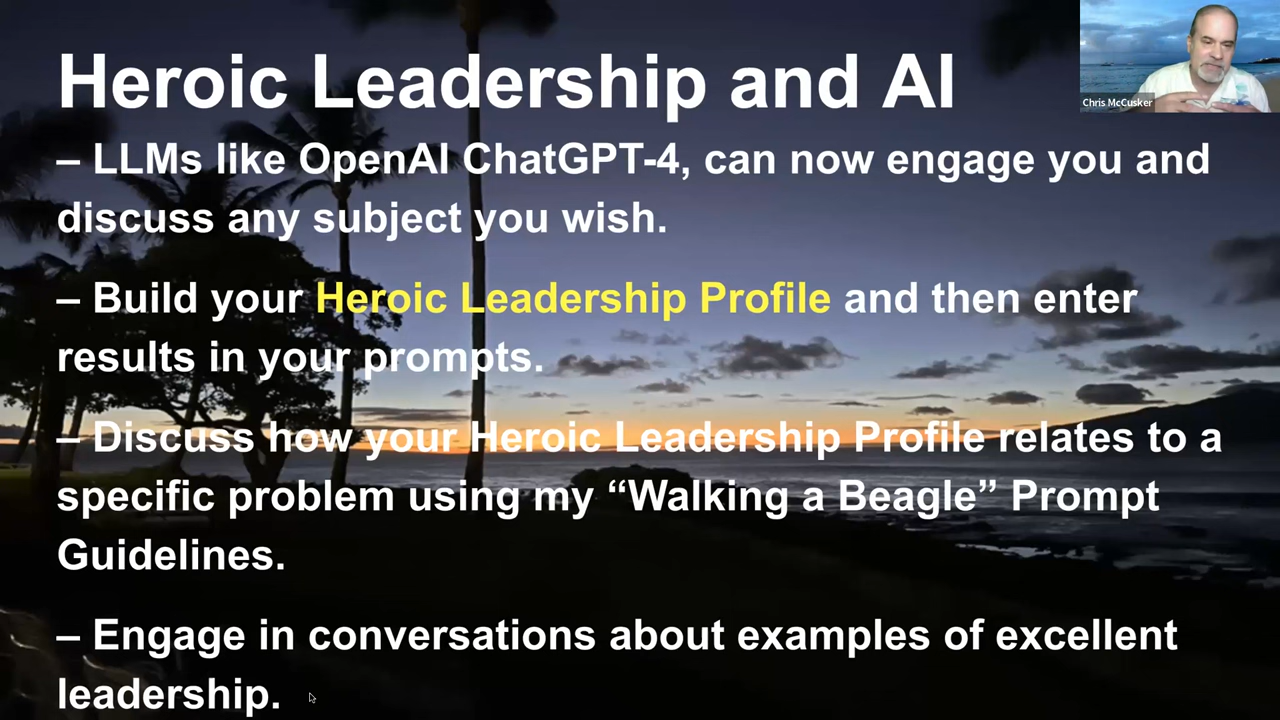 Heroic Leadership and AI
Chris McCusker
– LLMs like OpenAI ChatGPT-4, can now engage you and
discuss any subject you wish.
– Build your Heroic Leadership Profile and then enter
results in your prompts.
– Discuss how your Heroic Leadership Profile relates to a
specific problem using my “Walking a Beagle” Prompt
Guidelines.
– Engage in conversations about examples of excellent
leadership.